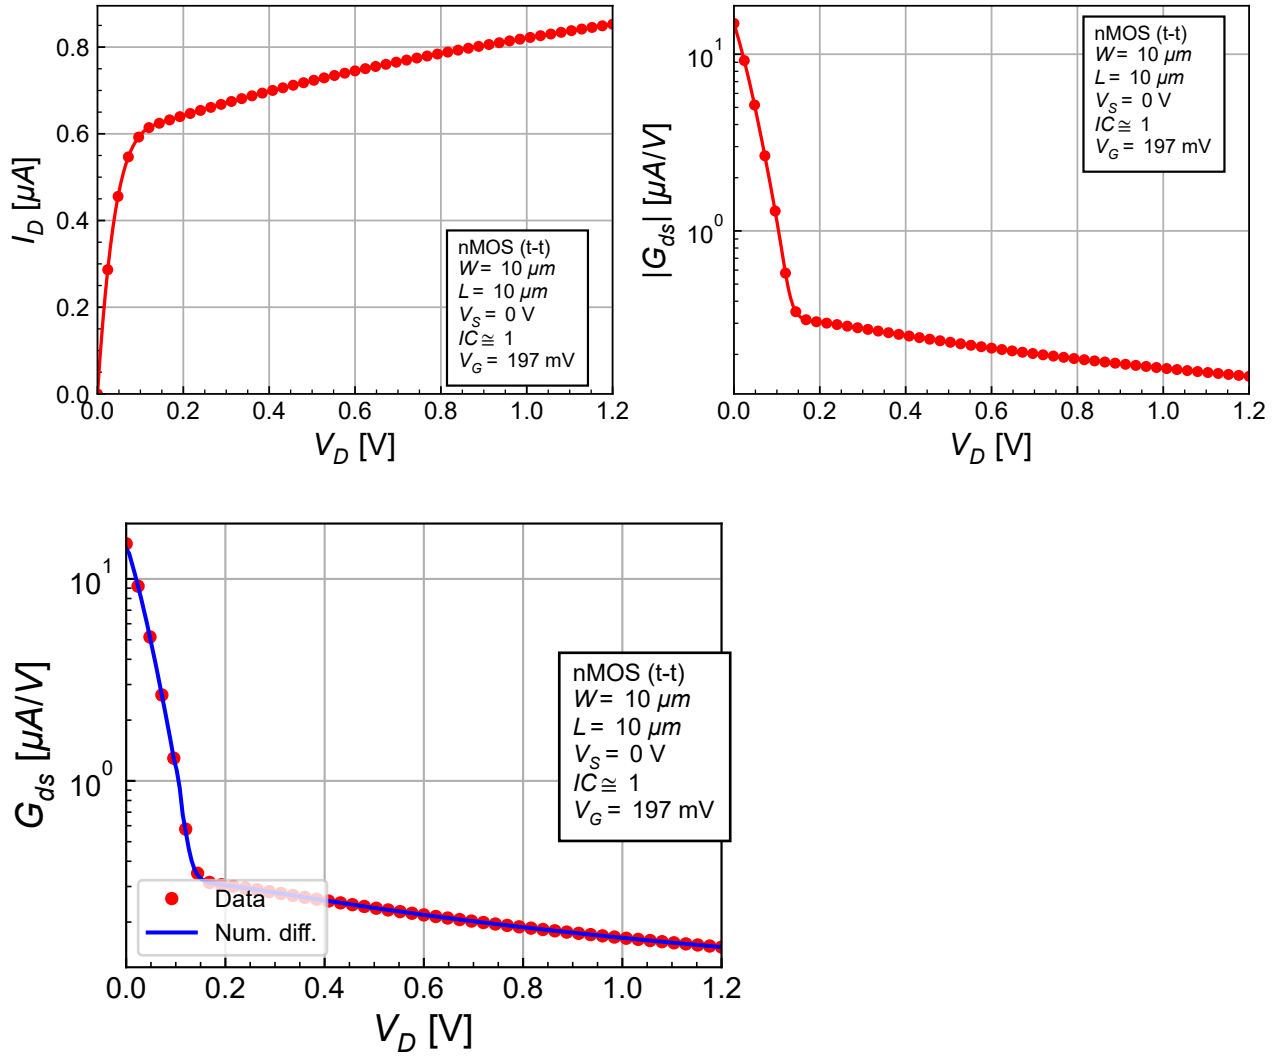 0.8
0.6
0.4
0.2
0.0
I_D [µA]
0.0 0.2 0.4 0.6 0.8 1.0 1.2
V_D [V]
nMOS (t-t)
W = 10 µm
L = 10 µm
V_S = 0 V
IC ≅ 1
V_G = 197 mV
10^1
10^0
|G_ds| [µA/V]
0.0 0.2 0.4 0.6 0.8 1.0 1.2
V_D [V]
nMOS (t-t)
W = 10 µm
L = 10 µm
V_S = 0 V
IC ≅ 1
V_G = 197 mV
10^1
10^0
G_ds [µA/V]
0.0 0.2 0.4 0.6 0.8 1.0 1.2
V_D [V]
nMOS (t-t)
W = 10 µm
L = 10 µm
V_S = 0 V
IC ≅ 1
V_G = 197 mV
Data
Num. diff.